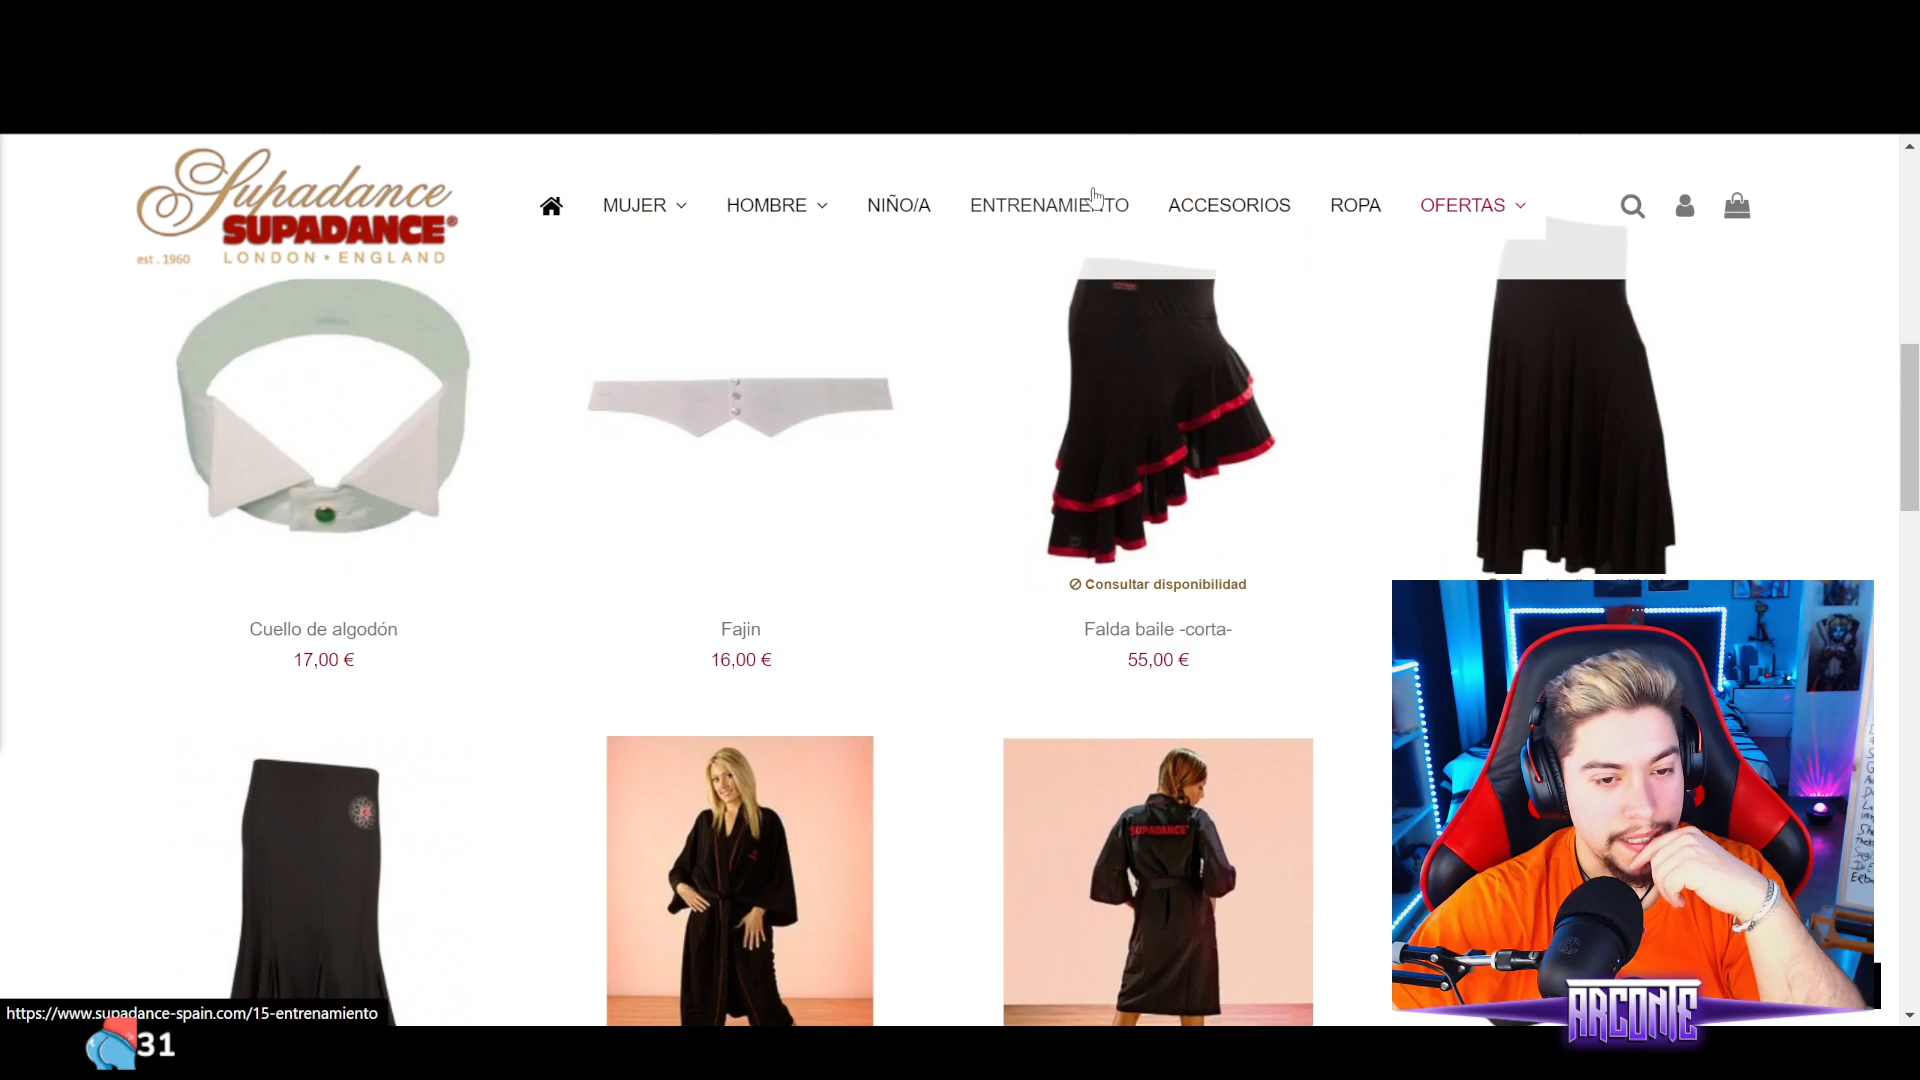 Supadance
SUPADANCE®
est. 1960 LONDON • ENGLAND
MUJER
HOMBRE
NIÑO/A
ENTRENAMIENTO
ACCESORIOS
ROPA
OFERTAS
Consultar disponibilidad
Cuello de algodón
17,00 €
Fajin
16,00 €
Falda baile -corta-
55,00 €
SUPADANCE
https://www.supadance-spain.com/15-entrenamiento
31
ARCONTE